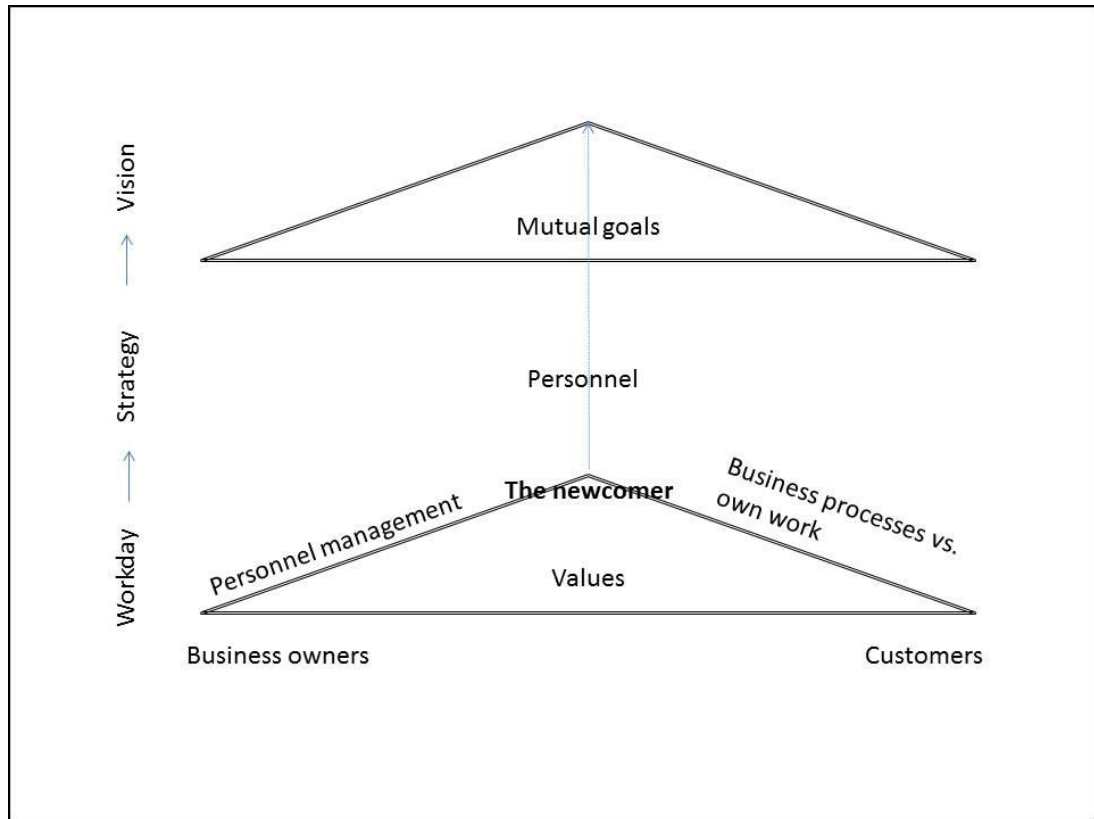 Vision
Mutual goals
Strategy
Personnel
The newcomer
Personnel management
Business processes vs.
own work
Workday
Values
Business owners
Customers